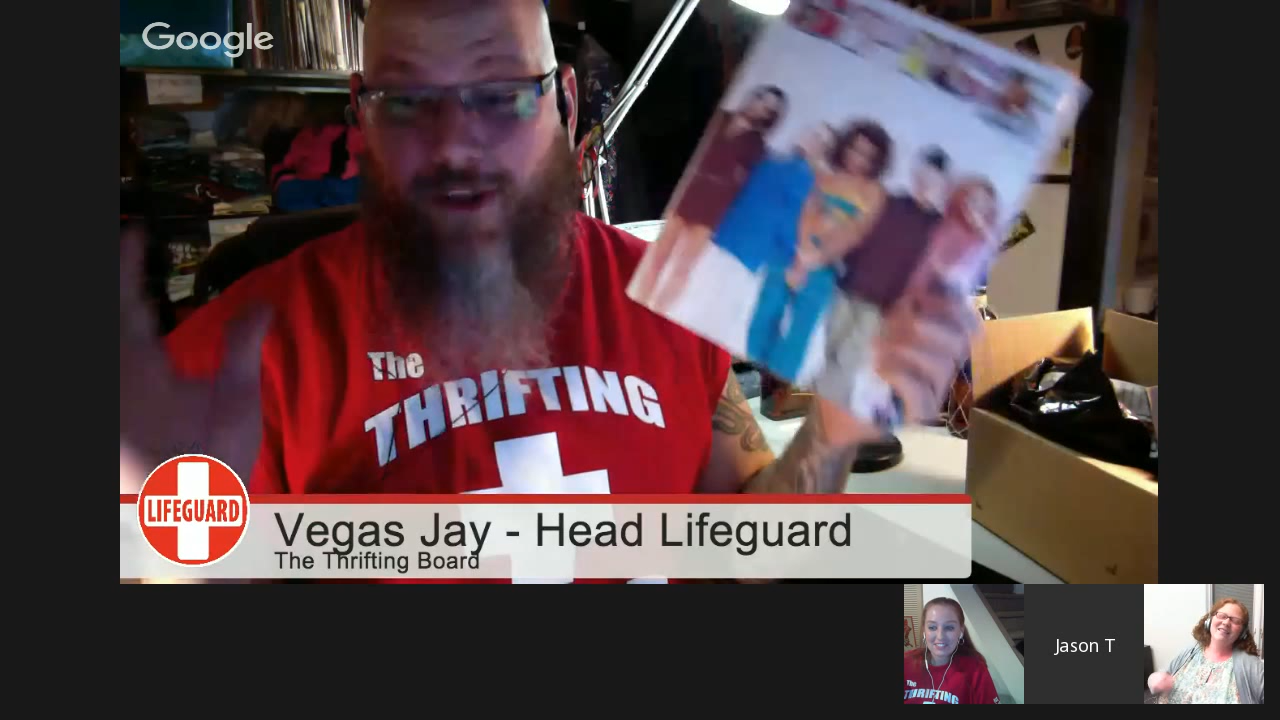 Google
The
THRIFTING
LIFEGUARD
Vegas Jay - Head Lifeguard
The Thrifting Board
Jason T
The
THRIFTING